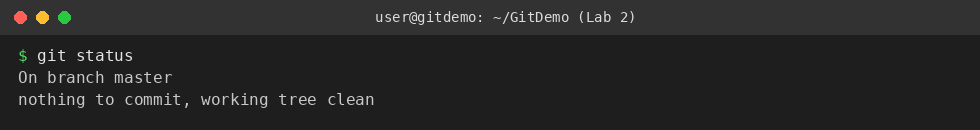 user@gitdemo: ~/GitDemo (Lab 2)
$ git status
On branch master
nothing to commit, working tree clean